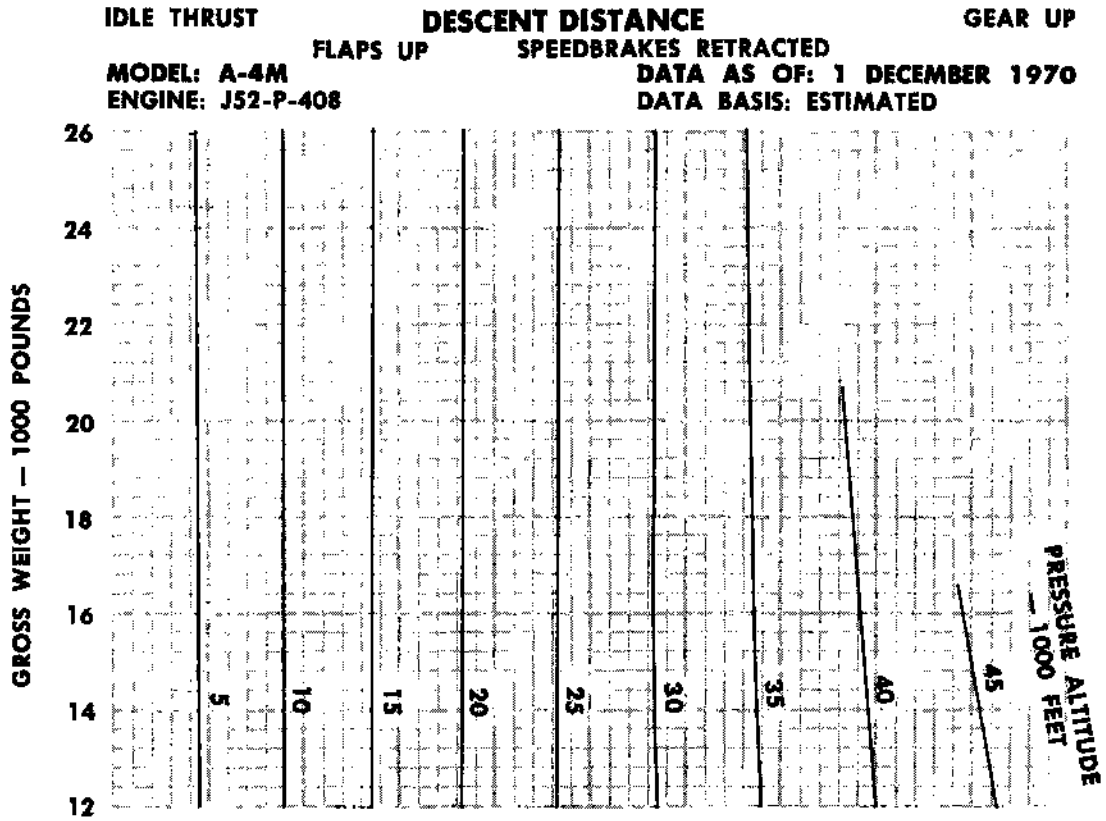 IDLE THRUST DESCENT DISTANCE GEAR UP
FLAPS UP SPEEDBRAKES RETRACTED
MODEL: A-4M DATA AS OF: 1 DECEMBER 1970
ENGINE: J52-P-408 DATA BASIS: ESTIMATED
GROSS WEIGHT — 1000 POUNDS
26
24
22
20
18
16
14
12
5 10 15 20 25 30 35 40 45
PRESSURE ALTITUDE
— 1000 FEET